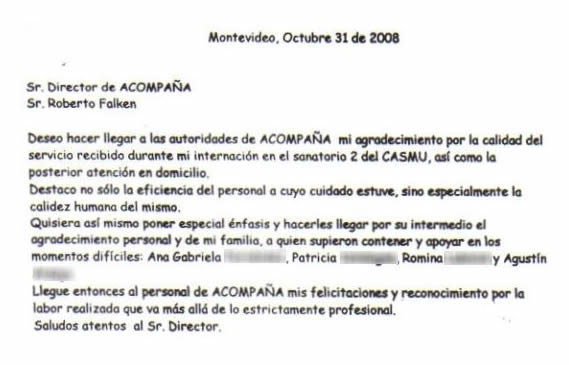 Montevideo, Octubre 31 de 2008
Sr. Director de ACOMPAÑA
Sr. Roberto Falken
Deseo hacer llegar a las autoridades de ACOMPAÑA mi agradecimiento por la calidad del
servicio recibido durante mi internación en el sanatorio 2 del CASMU, así como la
posterior atención en domicilio.
Destaco no sólo la eficiencia del personal a cuyo cuidado estuve, sino especialmente la
calidez humana del mismo.
Quisiera así mismo poner especial énfasis y hacerles llegar por su intermedio el
agradecimiento personal y de mi familia, a quien supieron contener y apoyar en los
momentos difíciles: Ana Gabriela , Patricia , Romina y Agustín
Llegue entonces al personal de ACOMPAÑA mis felicitaciones y reconocimiento por la
labor realizada que va más allá de lo estrictamente profesional.
Saludos atentos al Sr. Director.